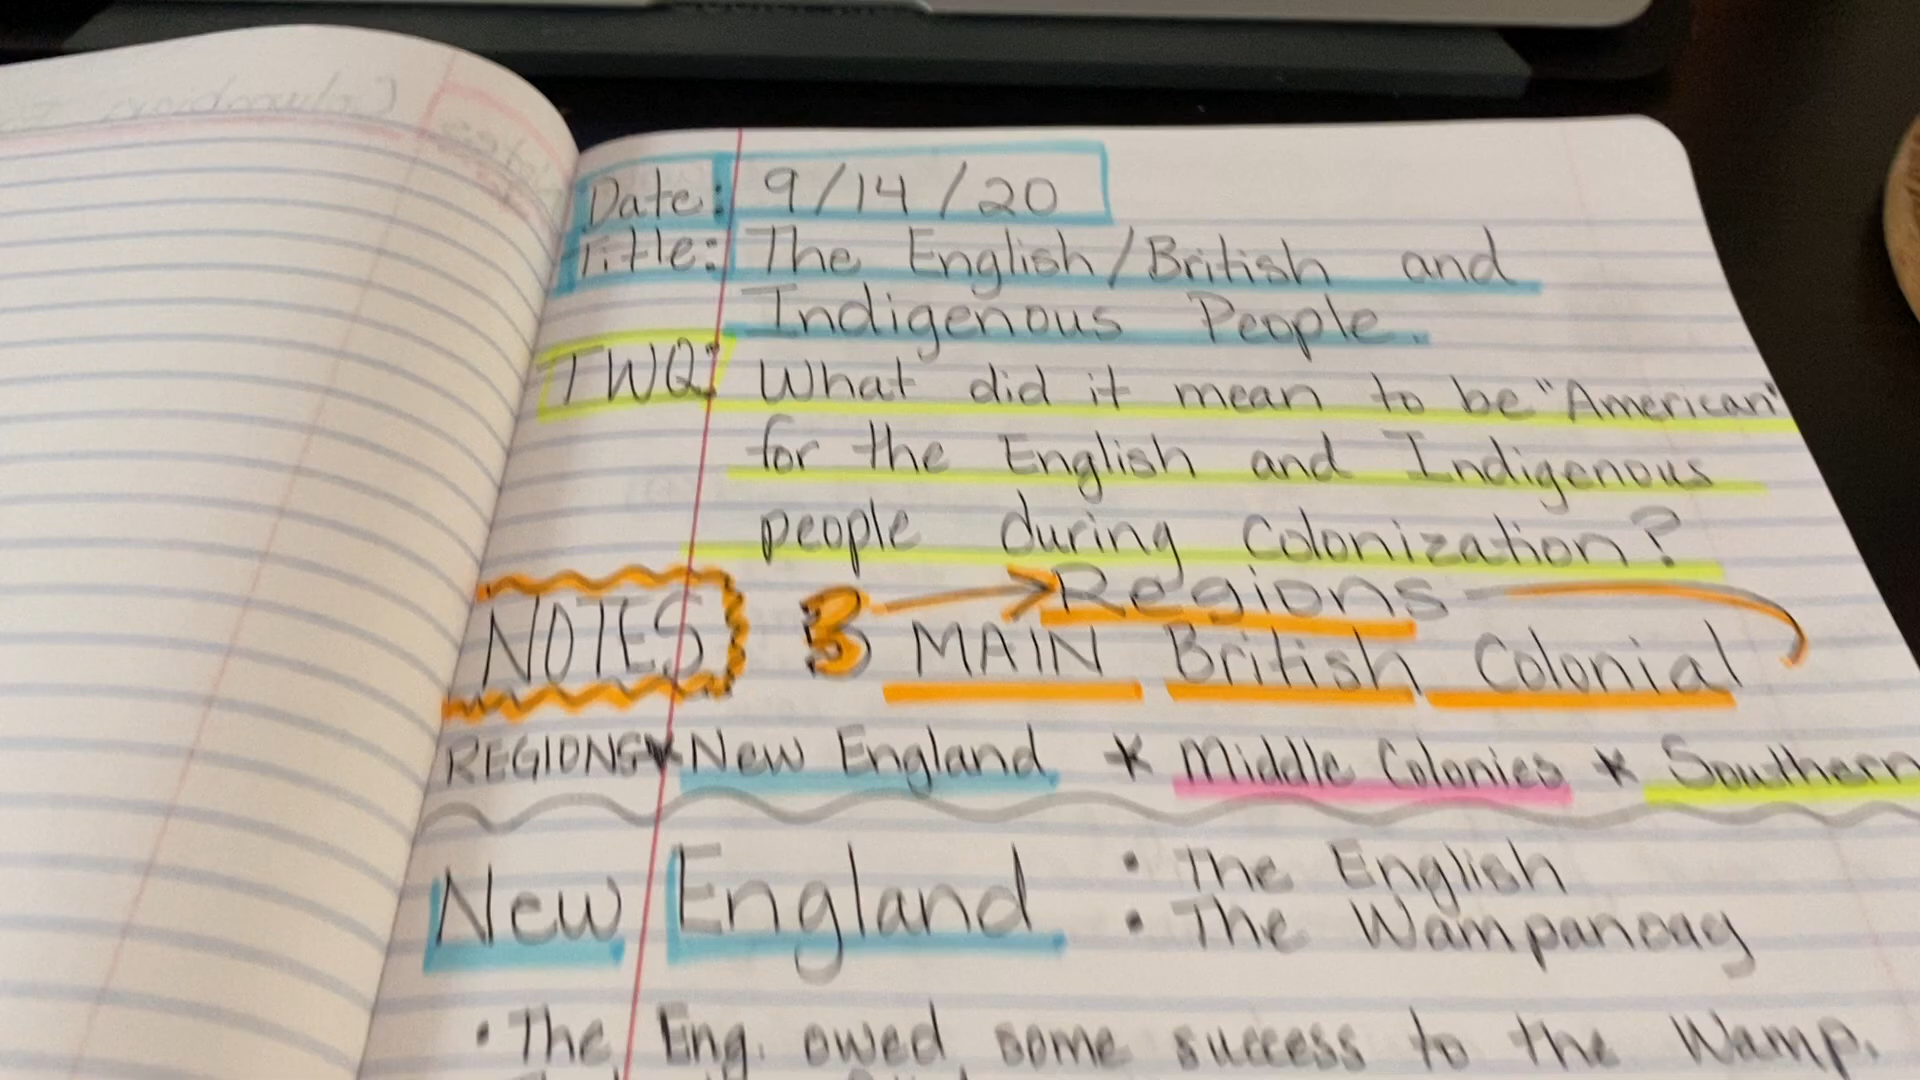 Date: 9/14/20
Title: The English/British and
Indigenous People.
TWQ: What did it mean to be "American"
for the English and Indigenous
people during Colonization?
Regions
NOTES 3 MAIN British Colonial
REGIONS * New England * Middle Colonies * Southern
New England • The English
• The Wampanoag
• The Eng. owed some success to the Wamp.